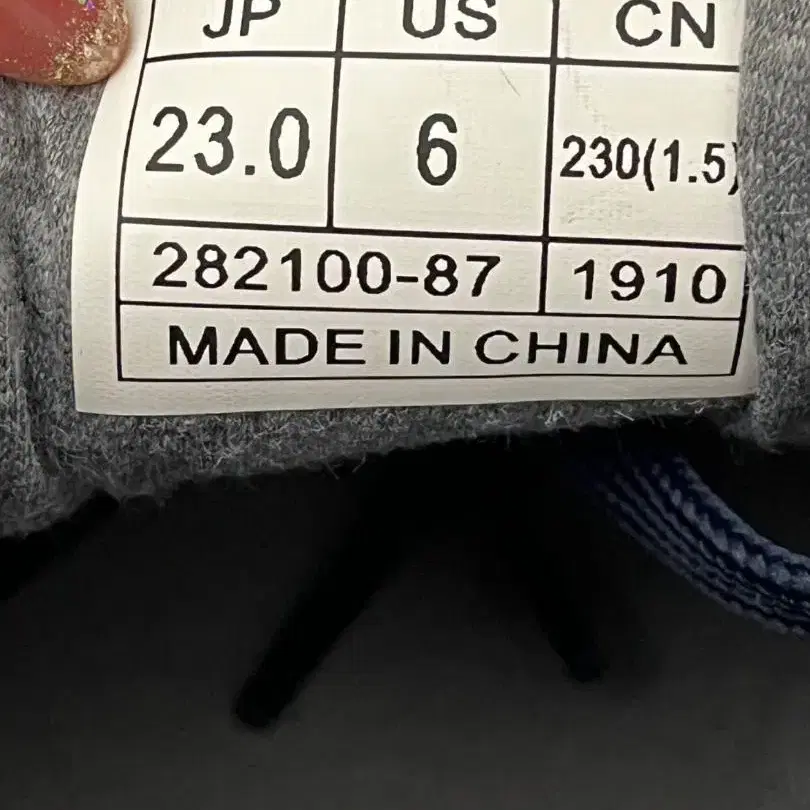 JP US CN
23.0 6 230(1.5)
282100-87 1910
MADE IN CHINA